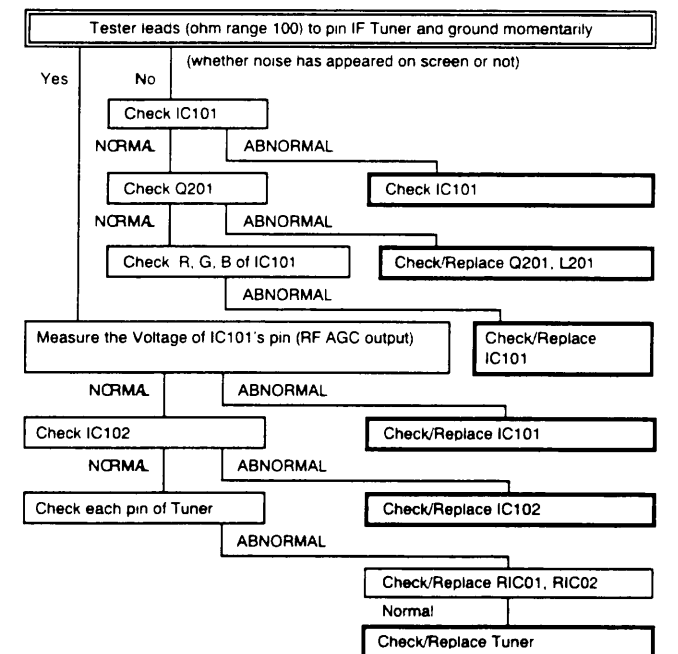 Tester leads (ohm range 100) to pin IF Tuner and ground momentarily
(whether noise has appeared on screen or not)
Yes
No
Check IC101
NORMAL
ABNORMAL
Check Q201
Check IC101
NORMAL
ABNORMAL
Check R, G, B of IC101
Check/Replace Q201, L201
ABNORMAL
Measure the Voltage of IC101's pin (RF AGC output)
Check/Replace
IC101
NORMAL
ABNORMAL
Check IC102
Check/Replace IC101
NORMAL
ABNORMAL
Check each pin of Tuner
Check/Replace IC102
ABNORMAL
Check/Replace RIC01, RIC02
Normal
Check/Replace Tuner